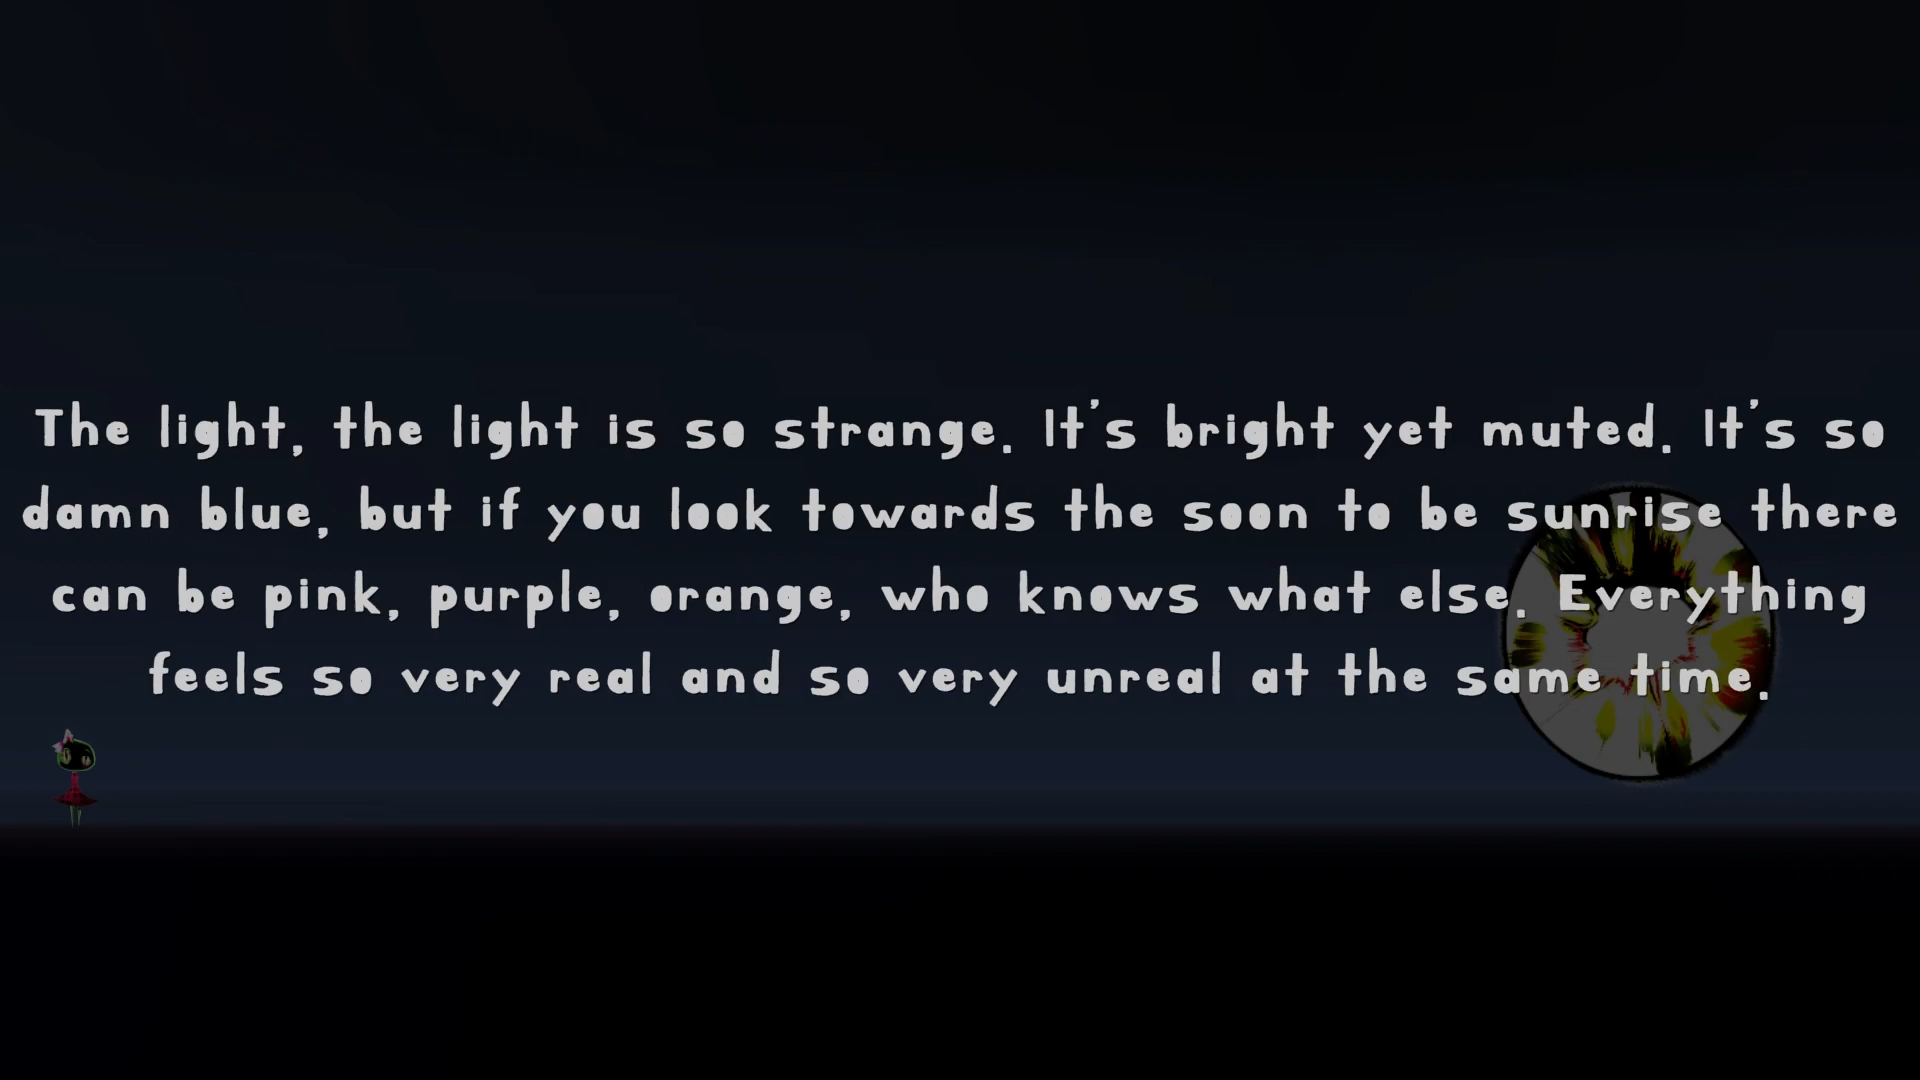 The light, the light is so strange. It's bright yet muted. It's so
damn blue, but if you look towards the soon to be sunrise there
can be pink, purple, orange, who knows what else. Everything
feels so very real and so very unreal at the same time.